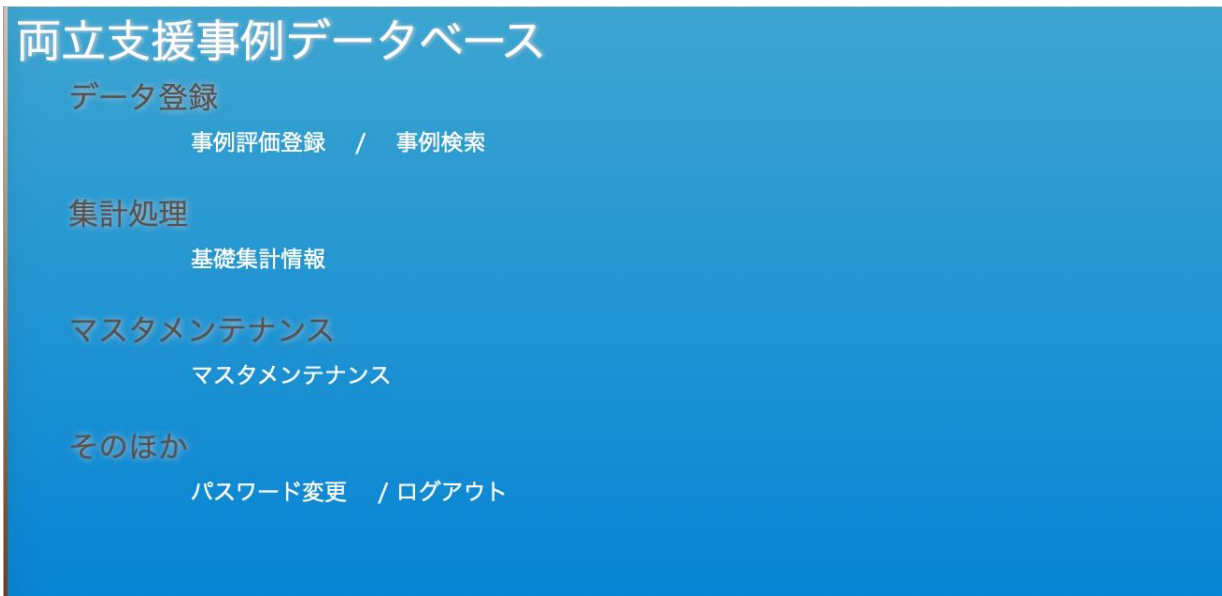 両立支援事例データベース
データ登録
事例評価登録 / 事例検索
集計処理
基礎集計情報
マスタメンテナンス
マスタメンテナンス
そのほか
パスワード変更 / ログアウト